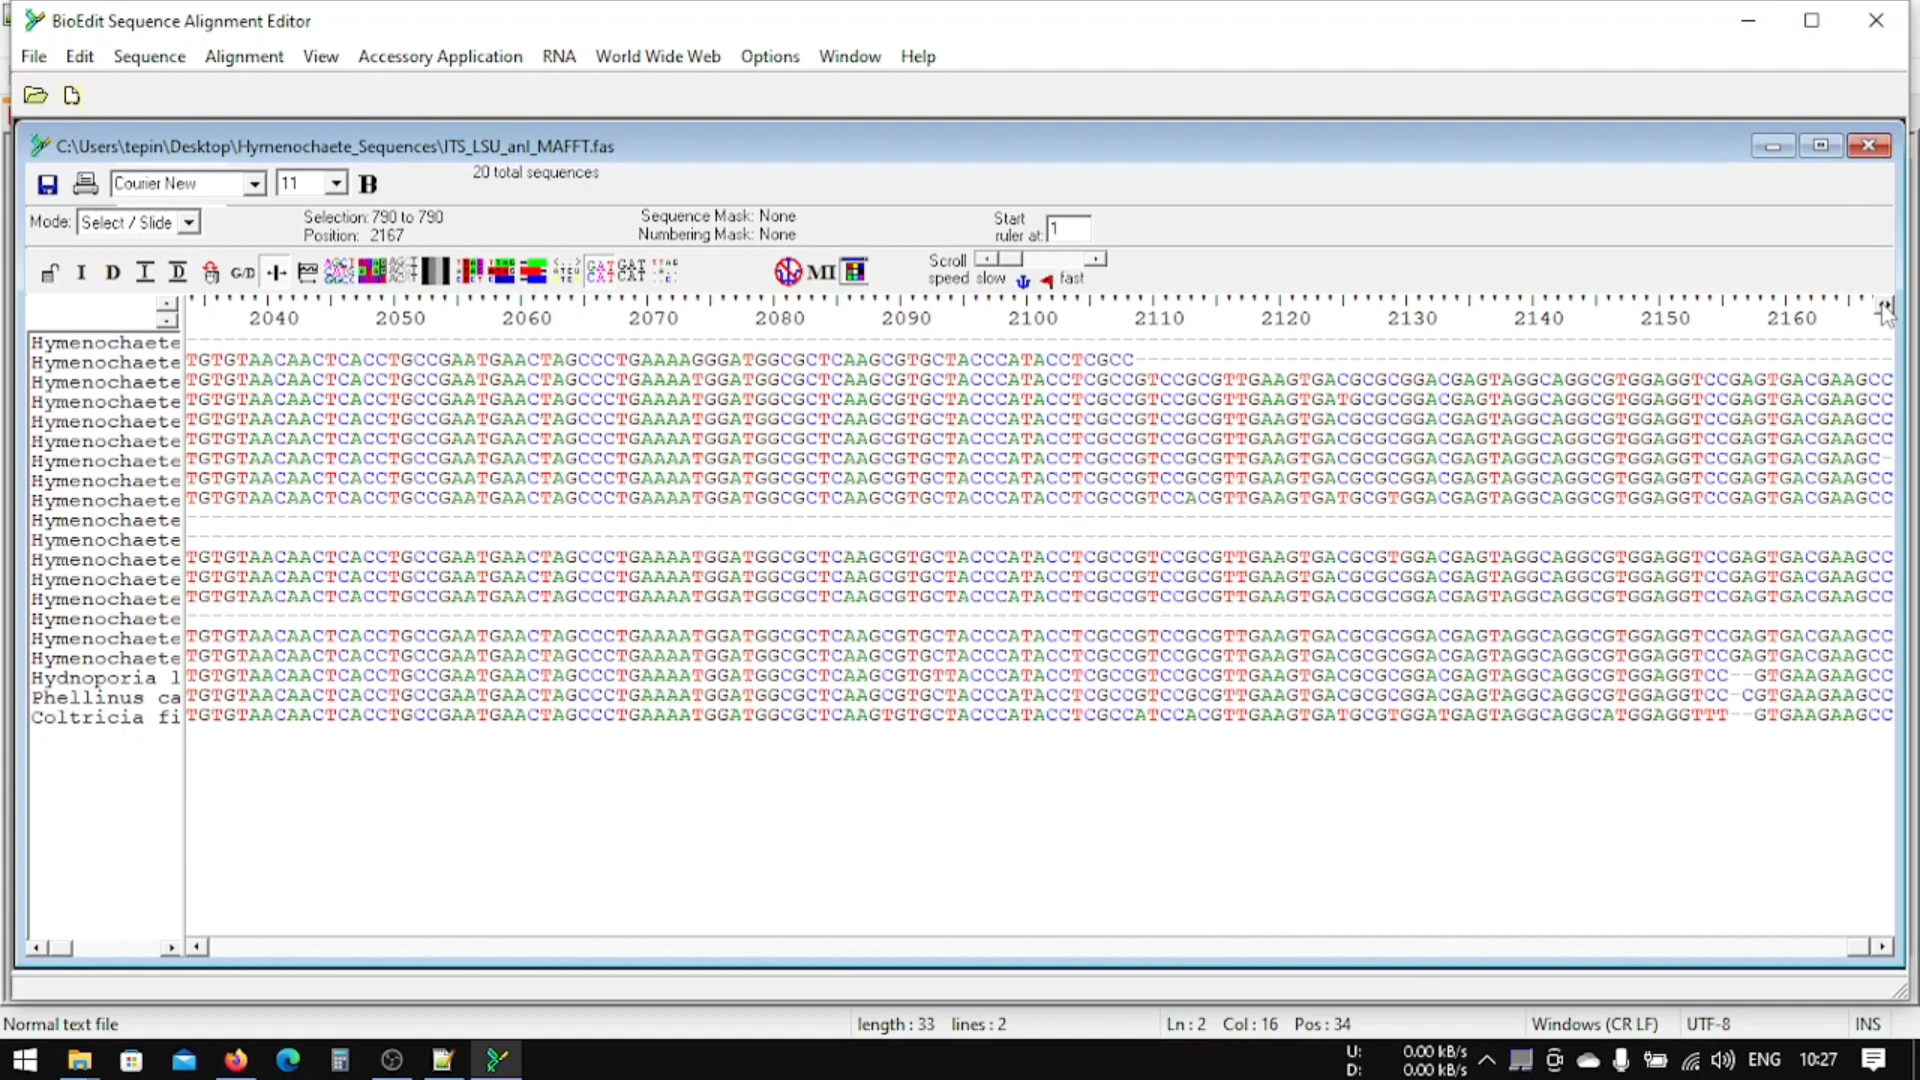 BioEdit Sequence Alignment Editor
File Edit Sequence Alignment View Accessory Application RNA World Wide Web Options Window Help
C:\Users\tepin\Desktop\Hymenochaete_Sequences\ITS_LSU_anl_MAFFT.fas
Courier New 11 B 20 total sequences
Mode: Select / Slide Selection: 790 to 790 Sequence Mask: None Start
Position: 2167 Numbering Mask: None ruler at: 1
I D I D G/D MI Scroll
speed slow fast
2040 2050 2060 2070 2080 2090 2100 2110 2120 2130 2140 2150 2160
Hymenochaete
Hymenochaete TGTGTAACAACTCACCTGCCGAATGAACTAGCCCTGAAAAGGGATGGCGCTCAAGCGTGCTACCCATACCTCGCC
Hymenochaete TGTGTAACAACTCACCTGCCGAATGAACTAGCCCTGAAAATGGATGGCGCTCAAGCGTGCTACCCATACCTCGCCGTCCGCGTTGAAGTGACGCGCGGACGAGTAGGCAGGCGTGGAGGTCCGAGTGACGAAGCC
Hymenochaete TGTGTAACAACTCACCTGCCGAATGAACTAGCCCTGAAAATGGATGGCGCTCAAGCGTGCTACCCATACCTCGCCGTCCGCGTTGAAGTGATGCGCGGACGAGTAGGCAGGCGTGGAGGTCCGAGTGACGAAGCC
Hymenochaete TGTGTAACAACTCACCTGCCGAATGAACTAGCCCTGAAAATGGATGGCGCTCAAGCGTGCTACCCATACCTCGCCGTCCGCGTTGAAGTGACGCGCGGACGAGTAGGCAGGCGTGGAGGTCCGAGTGACGAAGCC
Hymenochaete TGTGTAACAACTCACCTGCCGAATGAACTAGCCCTGAAAATGGATGGCGCTCAAGCGTGCTACCCATACCTCGCCGTCCGCGTTGAAGTGACGCGCGGACGAGTAGGCAGGCGTGGAGGTCCGAGTGACGAAGCC
Hymenochaete TGTGTAACAACTCACCTGCCGAATGAACTAGCCCTGAAAATGGATGGCGCTCAAGCGTGCTACCCATACCTCGCCGTCCGCGTTGAAGTGACGCGCGGACGAGTAGGCAGGCGTGGAGGTCCGAGTGACGAAGC-
Hymenochaete TGTGTAACAACTCACCTGCCGAATGAACTAGCCCTGAAAATGGATGGCGCTCAAGCGTGCTACCCATACCTCGCCGTCCGCGTTGAAGTGACGCGCGGACGAGTAGGCAGGCGTGGAGGTCCGAGTGACGAAGCC
Hymenochaete TGTGTAACAACTCACCTGCCGAATGAACTAGCCCTGAAAATGGATGGCGCTCAAGCGTGCTACCCATACCTCGCCGTCCACGTTGAAGTGATGCGTGGACGAGTAGGCAGGCGTGGAGGTCCGAGTGACGAAGCC
Hymenochaete
Hymenochaete
Hymenochaete TGTGTAACAACTCACCTGCCGAATGAACTAGCCCTGAAAATGGATGGCGCTCAAGCGTGCTACCCATACCTCGCCGTCCGCGTTGAAGTGACGCGTGGACGAGTAGGCAGGCGTGGAGGTCCGAGTGACGAAGCC
Hymenochaete TGTGTAACAACTCACCTGCCGAATGAACTAGCCCTGAAAATGGATGGCGCTCAAGCGTGCTACCCATACCTCGCCGTCCGCGTTGAAGTGACGCGCGGACGAGTAGGCAGGCGTGGAGGTCCGAGTGACGAAGCC
Hymenochaete TGTGTAACAACTCACCTGCCGAATGAACTAGCCCTGAAAATGGATGGCGCTCAAGCGTGCTACCCATACCTCGCCGTCCGCGTTGAAGTGACGCGCGGACGAGTAGGCAGGCGTGGAGGTCCGAGTGACGAAGCC
Hymenochaete
Hymenochaete TGTGTAACAACTCACCTGCCGAATGAACTAGCCCTGAAAATGGATGGCGCTCAAGCGTGCTACCCATACCTCGCCGTCCGCGTTGAAGTGACGCGCGGACGAGTAGGCAGGCGTGGAGGTCCGAGTGACGAAGCC
Hymenochaete TGTGTAACAACTCACCTGCCGAATGAACTAGCCCTGAAAATGGATGGCGCTCAAGCGTGCTACCCATACCTCGCCGTCCGCGTTGAAGTGACGCGCGGACGAGTAGGCAGGCGTGGAGGTCCGAGTGACGAAGCC
Hydnoporia l TGTGTAACAACTCACCTGCCGAATGAACTAGCCCTGAAAATGGATGGCGCTCAAGCGTGTTACCCATACCTCGCCGTCCGCGTTGAAGTGACGCGCGGACGAGTAGGCAGGCGTGGAGGTCC--GTGAAGAAGCC
Phellinus ca TGTGTAACAACTCACCTGCCGAATGAACTAGCCCTGAAAATGGATGGCGCTCAAGCGTGCTACCCATACCTCGCCGTCCGCGTTGAAGTGACGCGCGGACGAGTAGGCAGGCGTGGAGGTCC-CGTGAAGAAGCC
Coltricia fi TGTGTAACAACTCACCTGCCGAATGAACTAGCCCTGAAAATGGATGGCGCTCAAGTGTGCTACCCATACCTCGCCATCCACGTTGAAGTGATGCGTGGATGAGTAGGCAGGCATGGAGGTTT--GTGAAGAAGCC
Normal text file length : 33 lines : 2 Ln : 2 Col : 16 Pos : 34 Windows (CR LF) UTF-8 INS
U: 0.00 kB/s
D: 0.00 kB/s ENG 10:27